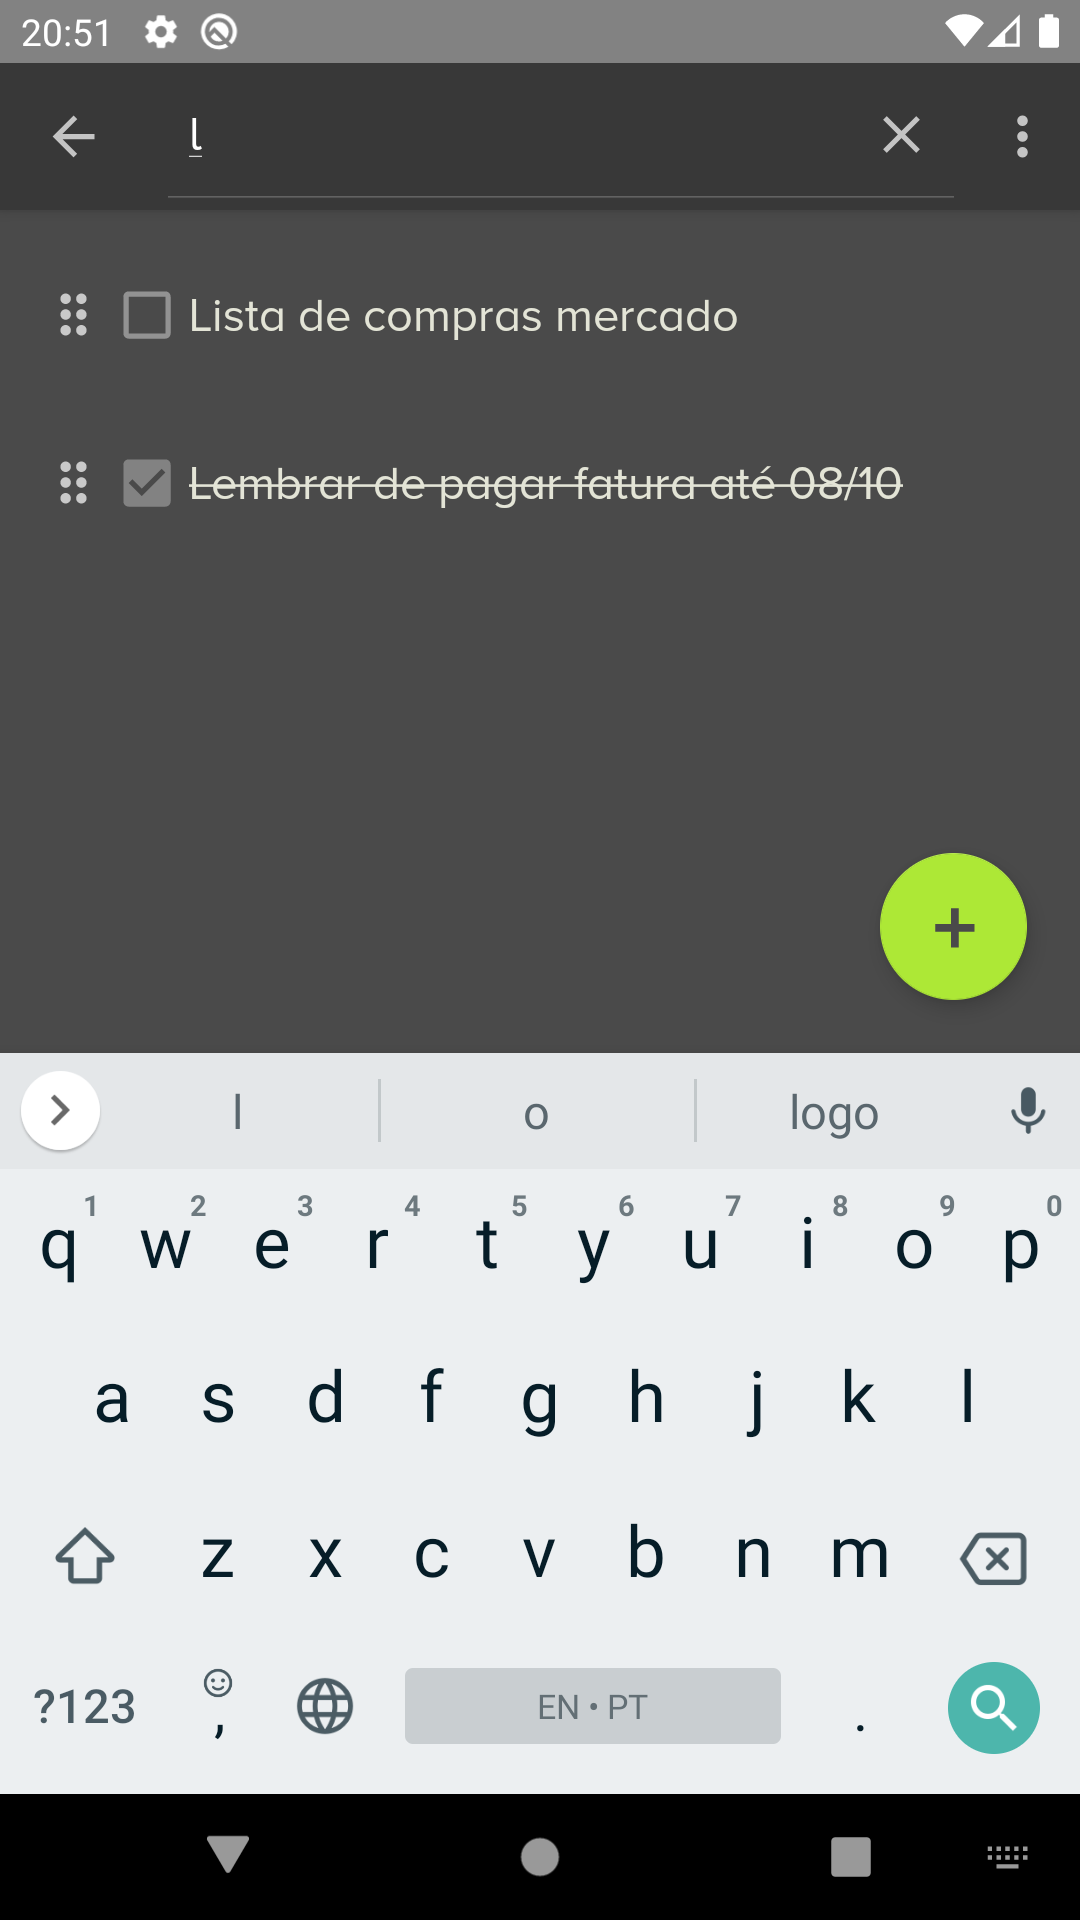 20:51
l
Lista de compras mercado
Lembrar de pagar fatura até 08/10
l o logo
1 2 3 4 5 6 7 8 9 0
q w e r t y u i o p
a s d f g h j k l
z x c v b n m
?123 , EN • PT .